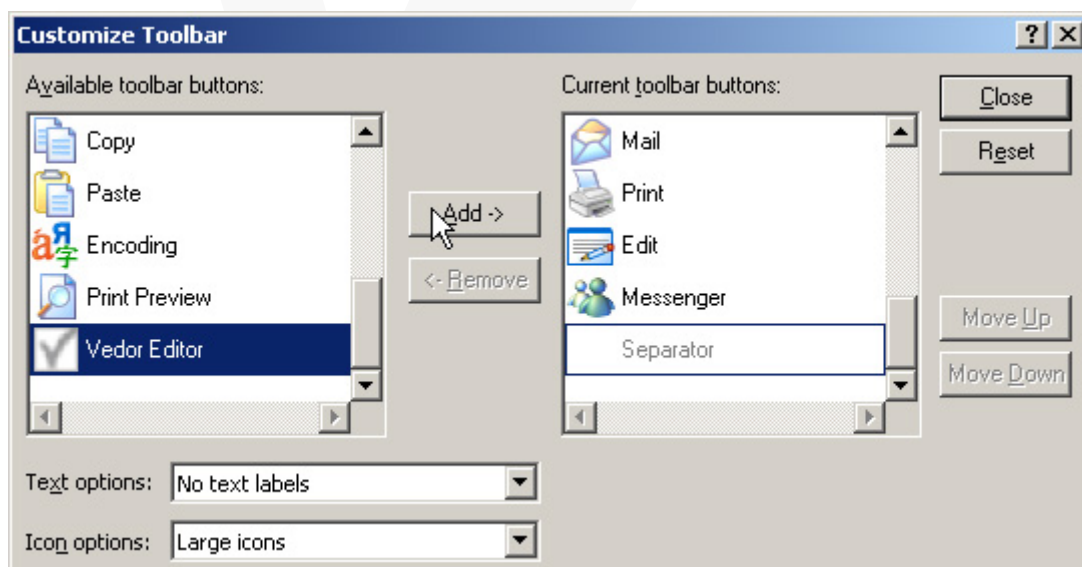 Customize Toolbar
Available toolbar buttons:
Copy
Paste
Encoding
Print Preview
Vedor Editor
Add ->
<- Remove
Current toolbar buttons:
Mail
Print
Edit
Messenger
Separator
Close
Reset
Move Up
Move Down
Text options: No text labels
Icon options: Large icons